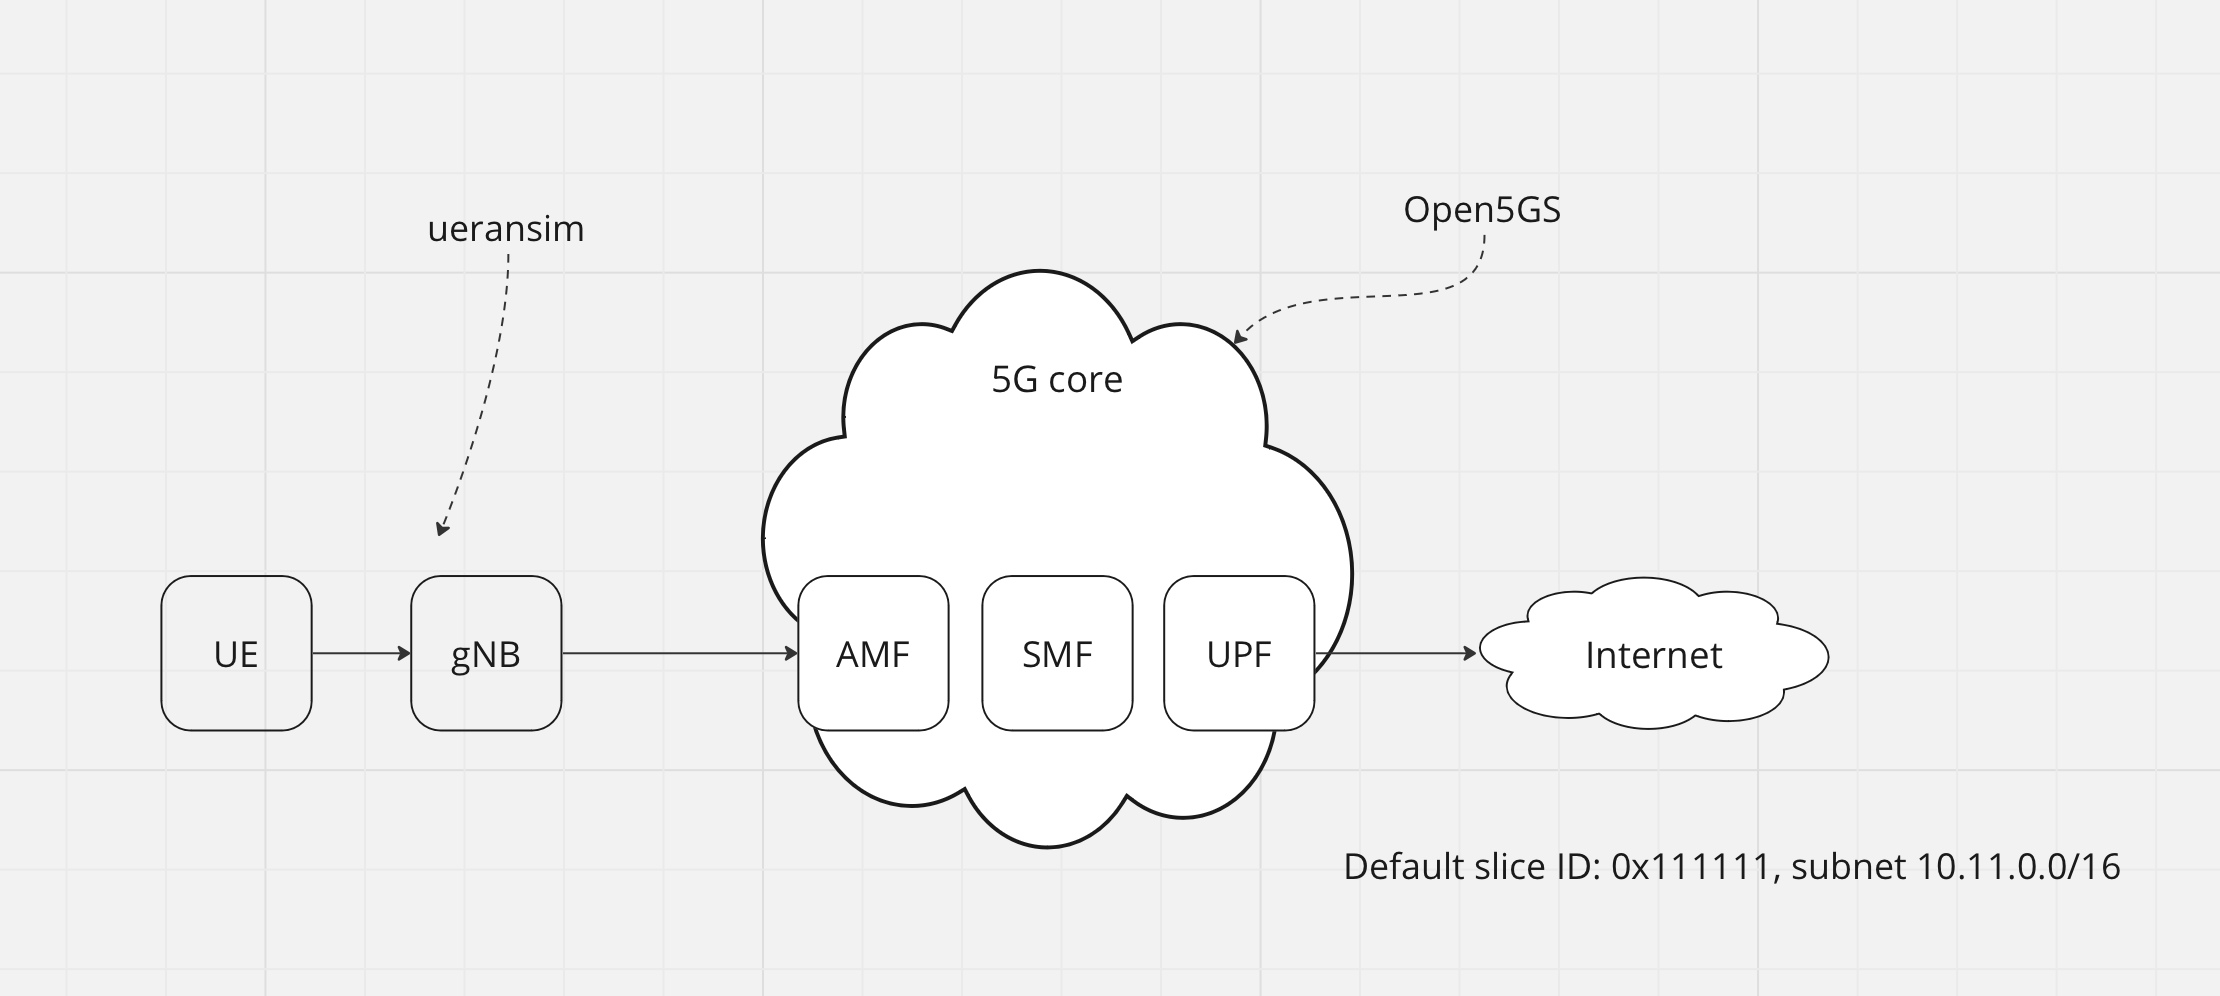 ueransim
Open5GS
5G core
UE
gNB
AMF
SMF
UPF
Internet
Default slice ID: 0x111111, subnet 10.11.0.0/16